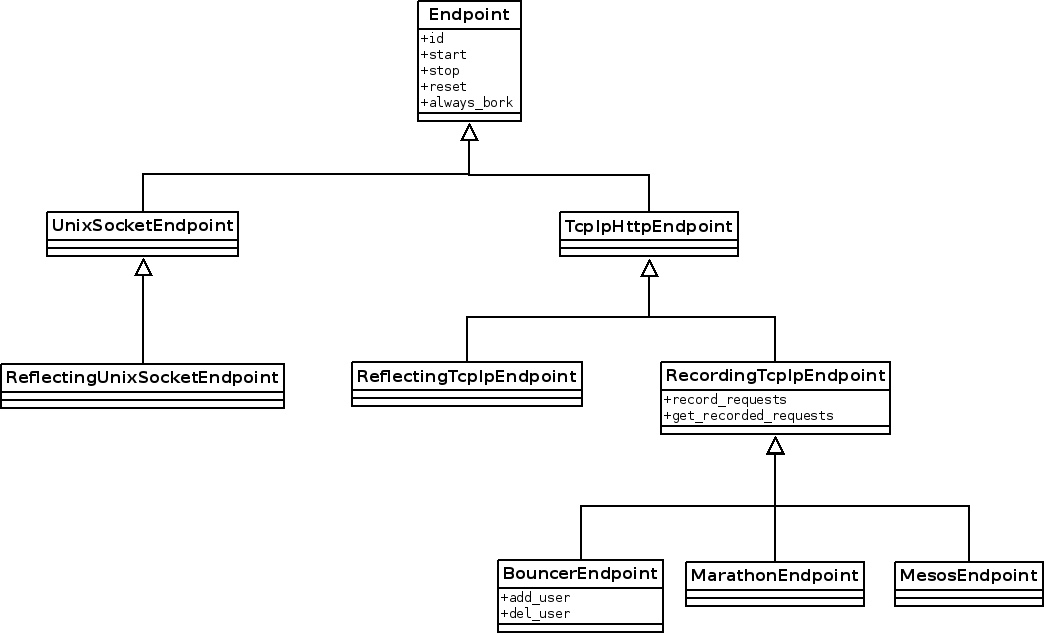 Endpoint
+id
+start
+stop
+reset
+always_bork
UnixSocketEndpoint
TcpIpHttpEndpoint
ReflectingUnixSocketEndpoint
ReflectingTcpIpEndpoint
RecordingTcpIpEndpoint
+record_requests
+get_recorded_requests
BouncerEndpoint
+add_user
+del_user
MarathonEndpoint
MesosEndpoint